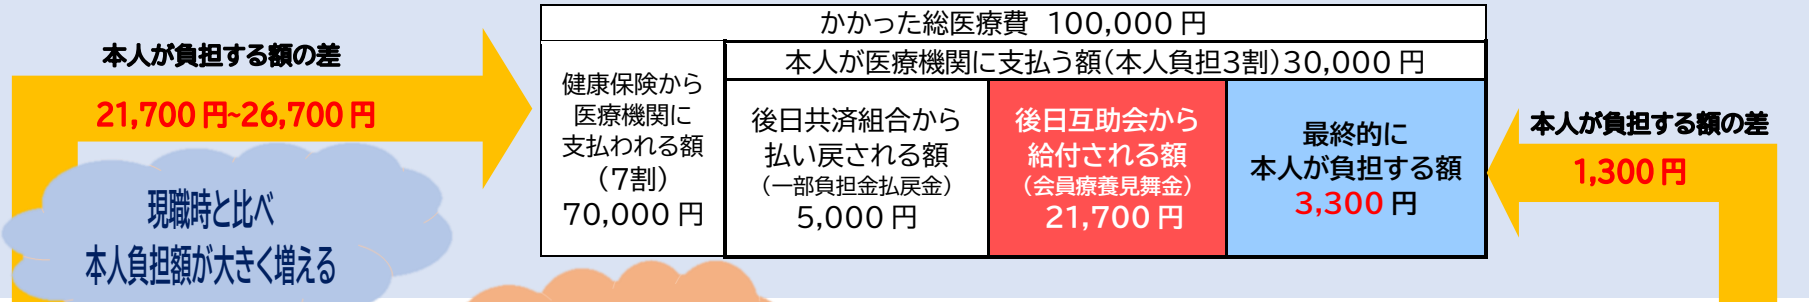 本人が負担する額の差
21,700円~26,700円
現職時と比べ
本人負担額が大きく増える
かかった総医療費 100,000円
健康保険から
医療機関に
支払われる額
(7割)
70,000円
本人が医療機関に支払う額(本人負担3割)30,000円
後日共済組合から
払い戻される額
(一部負担金払戻金)
5,000円
後日互助会から
給付される額
(会員療養見舞金)
21,700円
最終的に
本人が負担する額
3,300円
本人が負担する額の差
1,300円